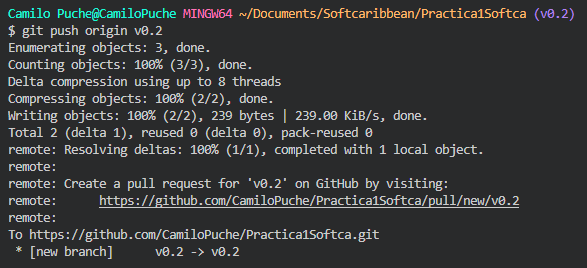 Camilo Puche@CamiloPuche MINGW64 ~/Documents/Softcaribbean/Practica1Softca (v0.2)
$ git push origin v0.2
Enumerating objects: 3, done.
Counting objects: 100% (3/3), done.
Delta compression using up to 8 threads
Compressing objects: 100% (2/2), done.
Writing objects: 100% (2/2), 239 bytes | 239.00 KiB/s, done.
Total 2 (delta 1), reused 0 (delta 0), pack-reused 0
remote: Resolving deltas: 100% (1/1), completed with 1 local object.
remote:
remote: Create a pull request for 'v0.2' on GitHub by visiting:
remote:      https://github.com/CamiloPuche/Practica1Softca/pull/new/v0.2
remote:
To https://github.com/CamiloPuche/Practica1Softca.git
 * [new branch]      v0.2 -> v0.2